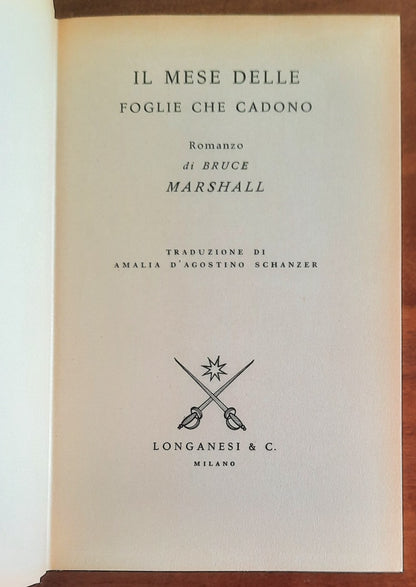 IL MESE DELLE
FOGLIE CHE CADONO
Romanzo
di BRUCE
MARSHALL
TRADUZIONE DI
AMALIA D'AGOSTINO SCHANZER
LONGANESI & C.
MILANO